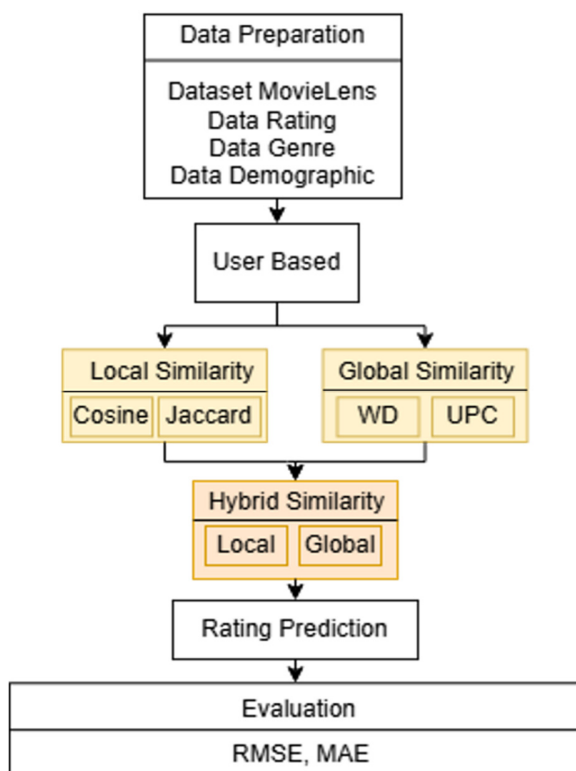 Data Preparation
Dataset MovieLens
Data Rating
Data Genre
Data Demographic
User Based
Local Similarity
Cosine Jaccard
Global Similarity
WD UPC
Hybrid Similarity
Local Global
Rating Prediction
Evaluation
RMSE, MAE